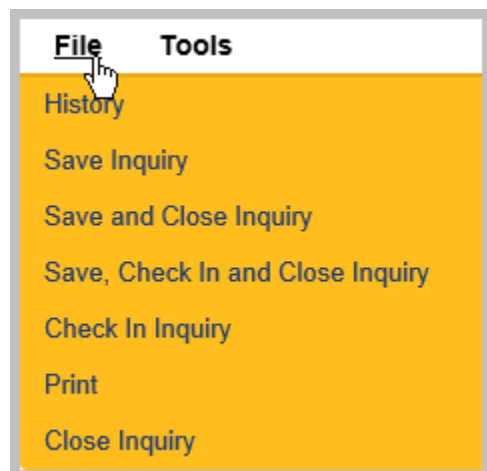 File Tools
History
Save Inquiry
Save and Close Inquiry
Save, Check In and Close Inquiry
Check In Inquiry
Print
Close Inquiry